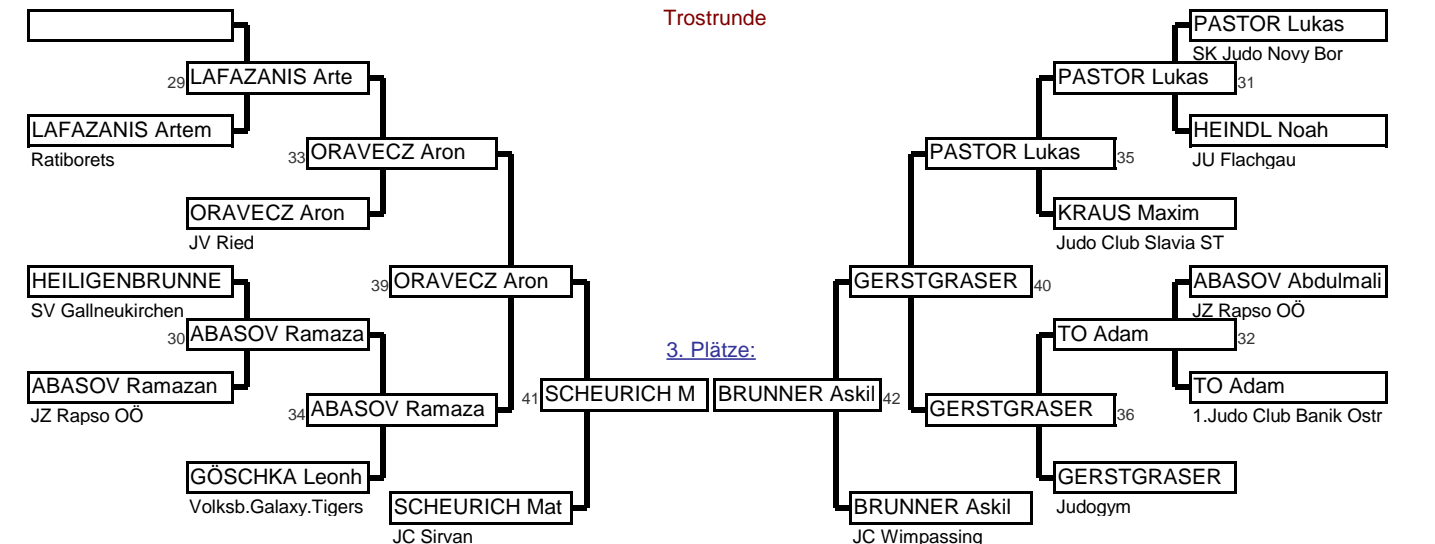 Trostrunde
PASTOR Lukas
SK Judo Novy Bor
29 LAFAZANIS Arte
PASTOR Lukas 31
LAFAZANIS Artem
Ratiborets
HEINDL Noah
JU Flachgau
33 ORAVECZ Aron
PASTOR Lukas 35
ORAVECZ Aron
JV Ried
KRAUS Maxim
Judo Club Slavia ST
HEILIGENBRUNNE
SV Gallneukirchen
39 ORAVECZ Aron
GERSTGRASER 40
ABASOV Abdulmali
JZ Rapso OÖ
30 ABASOV Ramaza
TO Adam 32
3. Plätze:
ABASOV Ramazan
JZ Rapso OÖ
41 SCHEURICH M
BRUNNER Askil 42
TO Adam
1.Judo Club Banik Ostr
34 ABASOV Ramaza
GERSTGRASER 36
GÖSCHKA Leonh
Volksb.Galaxy.Tigers
GERSTGRASER
Judogym
SCHEURICH Mat
JC Sirvan
BRUNNER Askil
JC Wimpassing